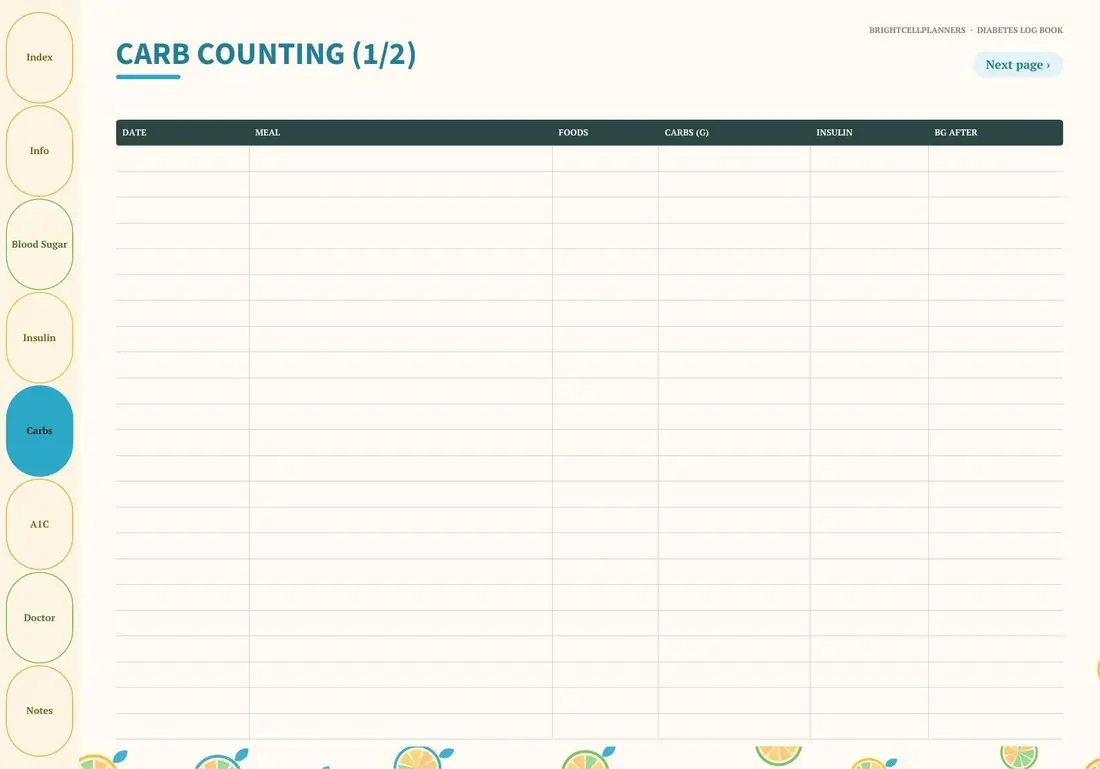 Index
Info
Blood Sugar
Insulin
Carbs
A1C
Doctor
Notes
CARB COUNTING (1/2)
BRIGHTCELLPLANNERS · DIABETES LOG BOOK
Next page ›
DATE MEAL FOODS CARBS (G) INSULIN BG AFTER